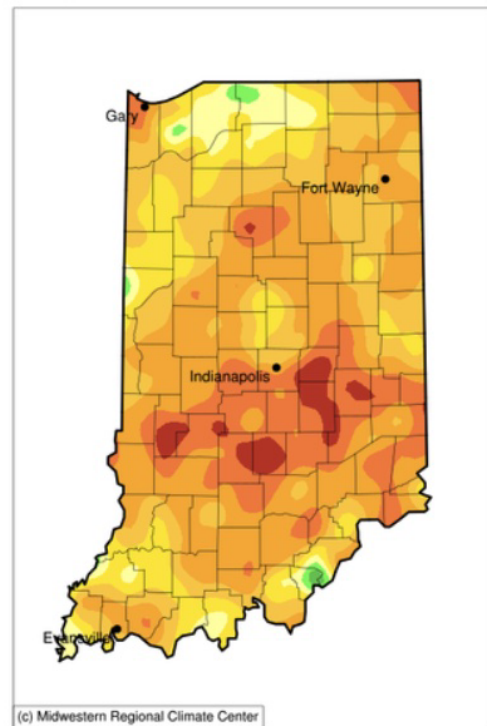 Gary
Fort Wayne
Indianapolis
Evansville
(c) Midwestern Regional Climate Center